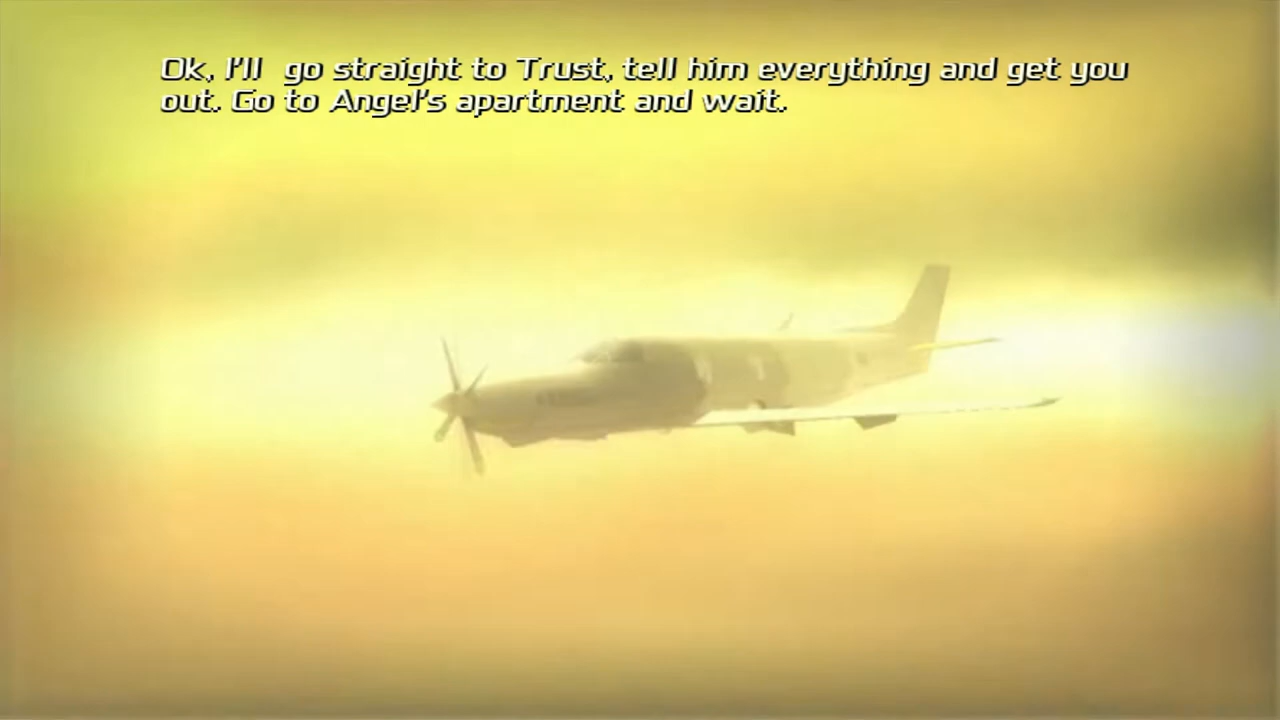 Ok, I'll  go straight to Trust, tell him everything and get you
out. Go to Angel's apartment and wait.